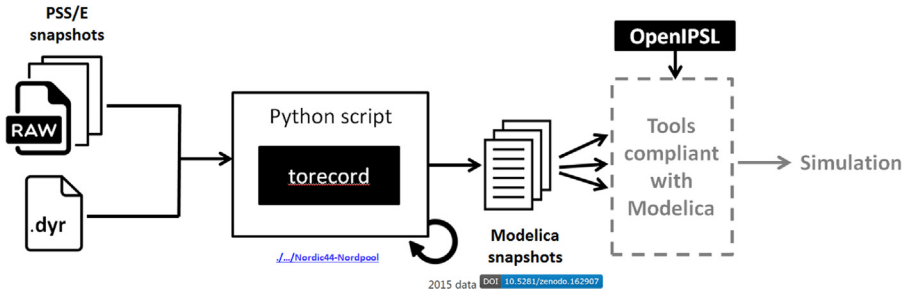 PSS/E
snapshots
RAW
.dyr
Python script
torecord
./.../Nordic44-Nordpool
Modelica
snapshots
2015 data DOI 10.5281/zenodo.162907
OpenIPSL
Tools
compliant
with
Modelica
Simulation